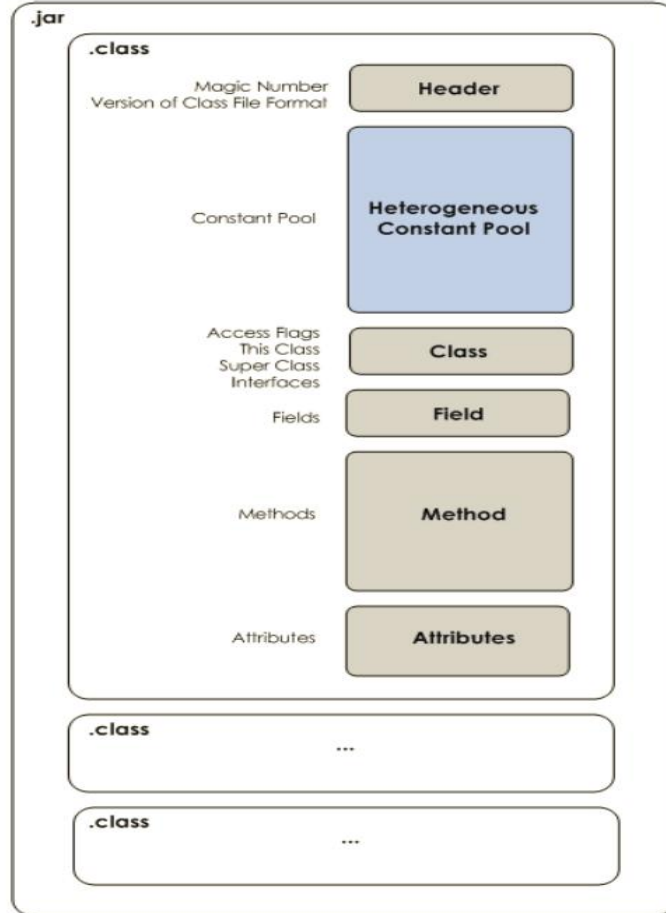 .jar
.class
Magic Number
Version of Class File Format
Header
Constant Pool
Heterogeneous
Constant Pool
Access Flags
This Class
Super Class
Interfaces
Class
Fields
Field
Methods
Method
Attributes
Attributes
.class
...
.class
...